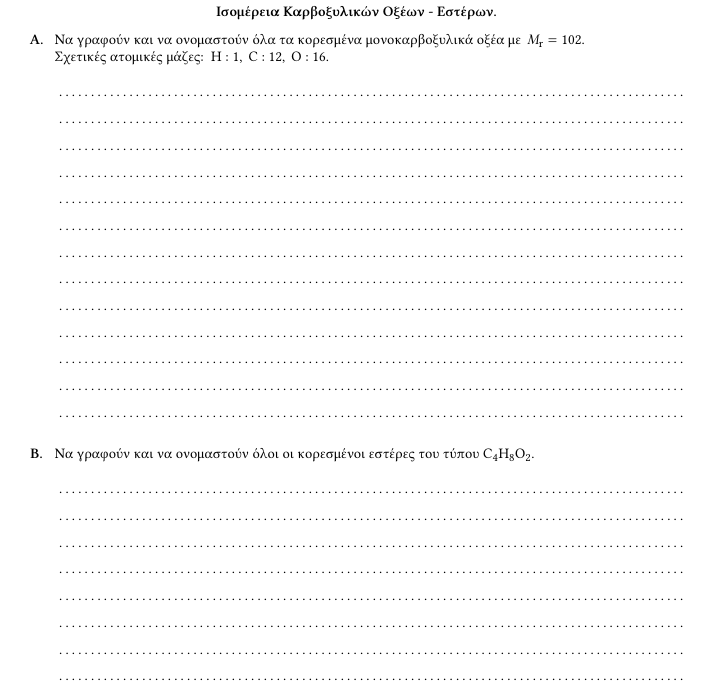 Ισομέρεια Καρβοξυλικών Οξέων - Εστέρων.
A. Να γραφούν και να ονομαστούν όλα τα κορεσμένα μονοκαρβοξυλικά οξέα με Mr = 102.
Σχετικές ατομικές μάζες: H : 1, C : 12, O : 16.
B. Να γραφούν και να ονομαστούν όλοι οι κορεσμένοι εστέρες του τύπου C₄H₈O₂.